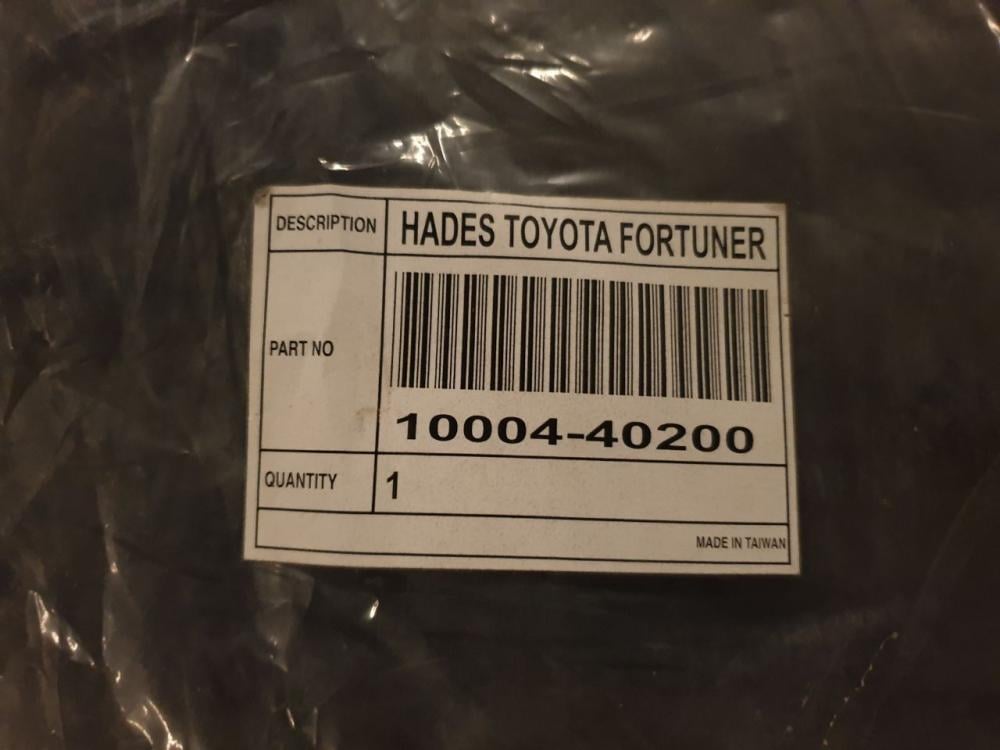 DESCRIPTION HADES TOYOTA FORTUNER
PART NO
10004-40200
QUANTITY 1
MADE IN TAIWAN